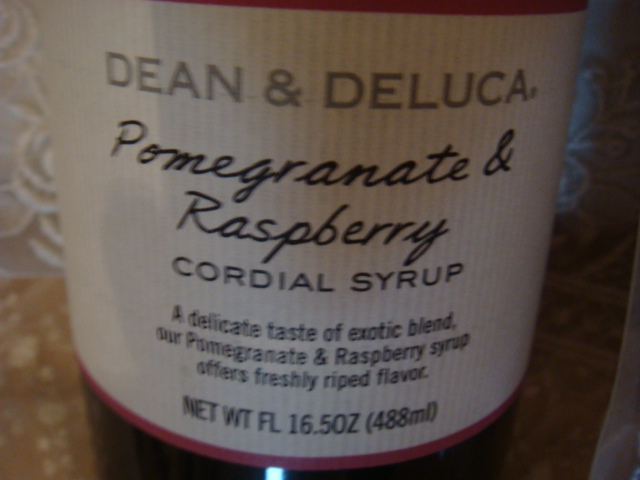 DEAN & DELUCA®
Pomegranate &
Raspberry
CORDIAL SYRUP
A delicate taste of exotic blend,
our Pomegranate & Raspberry syrup
offers freshly riped flavor.
NET WT FL 16.5OZ (488ml)